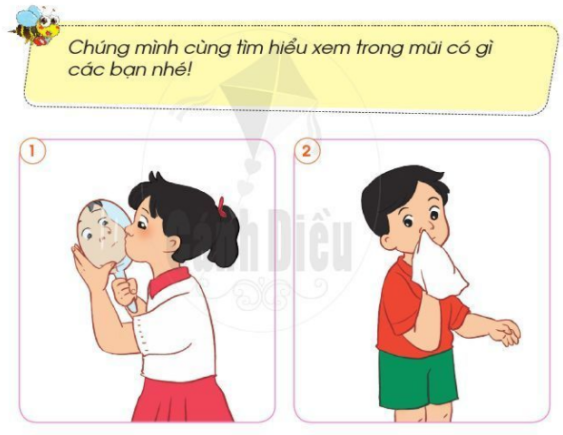 Chúng mình cùng tìm hiểu xem trong mũi có gì
các bạn nhé!
1
2
Cánh Diều